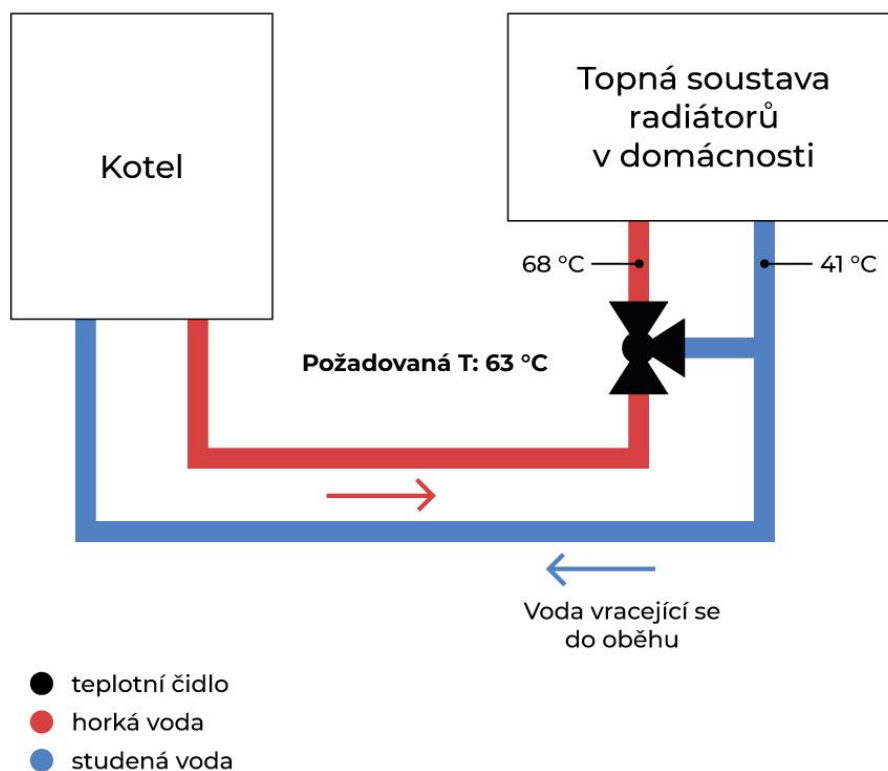 Kotel
Topná soustava
radiátorů
v domácnosti
68 °C
41 °C
Požadovaná T: 63 °C
Voda vracející se
do oběhu
teplotní čidlo
horká voda
studená voda